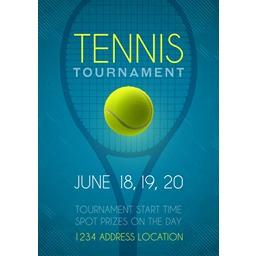 TENNIS
TOURNAMENT
JUNE 18, 19, 20
TOURNAMENT START TIME
SPOT PRIZES ON THE DAY
1234 ADDRESS LOCATION